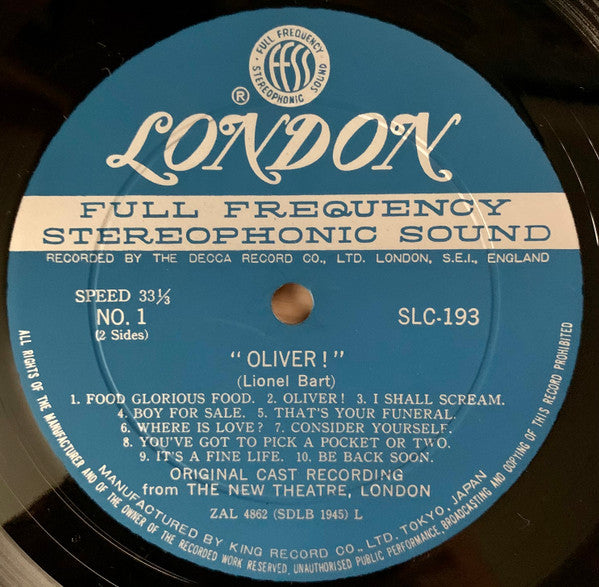 FULL FREQUENCY
FFSS
STEREOPHONIC SOUND
®
LONDON
FULL FREQUENCY
STEREOPHONIC SOUND
RECORDED BY THE DECCA RECORD CO., LTD. LONDON, S.E.I., ENGLAND
SPEED 33⅓
NO. 1
(2 Sides)
SLC-193
"OLIVER!"
(Lionel Bart)
1. FOOD GLORIOUS FOOD. 2. OLIVER! 3. I SHALL SCREAM.
4. BOY FOR SALE. 5. THAT'S YOUR FUNERAL.
6. WHERE IS LOVE? 7. CONSIDER YOURSELF.
8. YOU'VE GOT TO PICK A POCKET OR TWO.
9. IT'S A FINE LIFE. 10. BE BACK SOON.
ORIGINAL CAST RECORDING
from THE NEW THEATRE, LONDON
ZAL 4862 (SDLB 1945) L
MANUFACTURED BY KING RECORD CO., LTD. TOKYO, JAPAN
ALL RIGHTS OF THE MANUFACTURER AND OF THE OWNER OF THE RECORDED WORK RESERVED, UNAUTHORISED PUBLIC PERFORMANCE, BROADCASTING AND COPYING OF THIS RECORD PROHIBITED